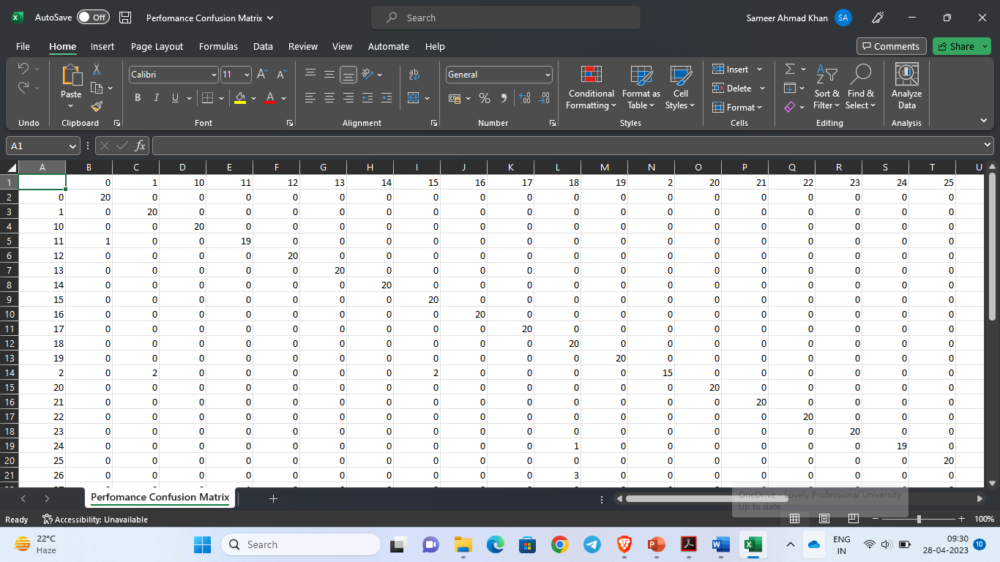 AutoSave Off Perfomance Confusion Matrix Search Sameer Ahmad Khan SA
File Home Insert Page Layout Formulas Data Review View Automate Help Comments Share
Calibri 11 General Insert
Paste Conditional Formatting Format as Table Cell Styles Delete Sort & Filter Find & Select Analyze Data
Format
Undo Clipboard Font Alignment Number Styles Cells Editing Analysis
A1 fx
A B C D E F G H I J K L M N O P Q R S T U
1 0 1 10 11 12 13 14 15 16 17 18 19 2 20 21 22 23 24 25
2 0 20 0 0 0 0 0 0 0 0 0 0 0 0 0 0 0 0 0 0
3 1 0 20 0 0 0 0 0 0 0 0 0 0 0 0 0 0 0 0 0
4 10 0 0 20 0 0 0 0 0 0 0 0 0 0 0 0 0 0 0 0
5 11 1 0 0 19 0 0 0 0 0 0 0 0 0 0 0 0 0 0 0
6 12 0 0 0 0 20 0 0 0 0 0 0 0 0 0 0 0 0 0 0
7 13 0 0 0 0 0 20 0 0 0 0 0 0 0 0 0 0 0 0 0
8 14 0 0 0 0 0 0 20 0 0 0 0 0 0 0 0 0 0 0 0
9 15 0 0 0 0 0 0 0 20 0 0 0 0 0 0 0 0 0 0 0
10 16 0 0 0 0 0 0 0 0 20 0 0 0 0 0 0 0 0 0 0
11 17 0 0 0 0 0 0 0 0 0 20 0 0 0 0 0 0 0 0 0
12 18 0 0 0 0 0 0 0 0 0 0 20 0 0 0 0 0 0 0 0
13 19 0 0 0 0 0 0 0 0 0 0 0 20 0 0 0 0 0 0 0
14 2 0 2 0 0 0 0 0 2 0 0 0 0 15 0 0 0 0 0 0
15 20 0 0 0 0 0 0 0 0 0 0 0 0 0 20 0 0 0 0 0
16 21 0 0 0 0 0 0 0 0 0 0 0 0 0 0 20 0 0 0 0
17 22 0 0 0 0 0 0 0 0 0 0 0 0 0 0 0 20 0 0 0
18 23 0 0 0 0 0 0 0 0 0 0 0 0 0 0 0 0 20 0 0
19 24 0 0 0 0 0 0 0 0 0 0 1 0 0 0 0 0 0 19 0
20 25 0 0 0 0 0 0 0 0 0 0 0 0 0 0 0 0 0 0 20
21 26 0 0 0 0 0 0 0 0 0 0 3 0 0 0 0 0 0 0 0
Perfomance Confusion Matrix
OneDrive - Lovely Professional University
Up to date
Ready Accessibility: Unavailable 100%
22°C Haze Search ENG IN 09:30 28-04-2023 10